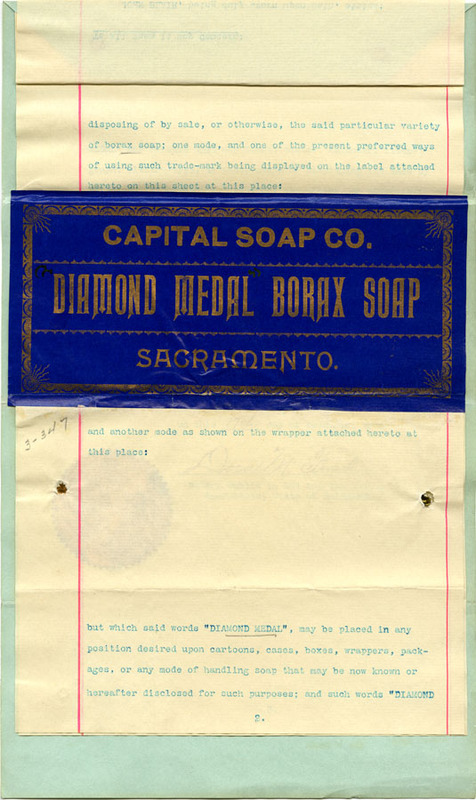 disposing of by sale, or otherwise, the said particular variety
of borax soap; one mode, and one of the present preferred ways
of using such trade-mark being displayed on the label attached
hereto on this sheet at this place:
CAPITAL SOAP CO.
DIAMOND MEDAL BORAX SOAP
SACRAMENTO.
3-347
and another mode as shown on the wrapper attached hereto at
this place:
but which said words "DIAMOND MEDAL", may be placed in any
position desired upon cartoons, cases, boxes, wrappers, pack-
ages, or any mode of handling soap that may be now known or
hereafter disclosed for such purposes; and such words "DIAMOND
2.